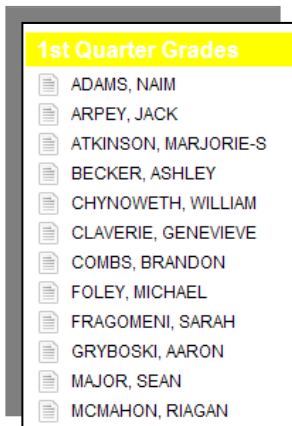 1st Quarter Grades
ADAMS, NAIM
ARPEY, JACK
ATKINSON, MARJORIE-S
BECKER, ASHLEY
CHYNOWETH, WILLIAM
CLAVERIE, GENEVIEVE
COMBS, BRANDON
FOLEY, MICHAEL
FRAGOMENI, SARAH
GRYBOSKI, AARON
MAJOR, SEAN
MCMAHON, RIAGAN